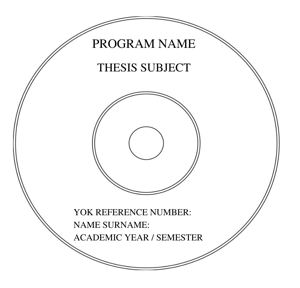 PROGRAM NAME
THESIS SUBJECT
YOK REFERENCE NUMBER:
NAME SURNAME:
ACADEMIC YEAR / SEMESTER